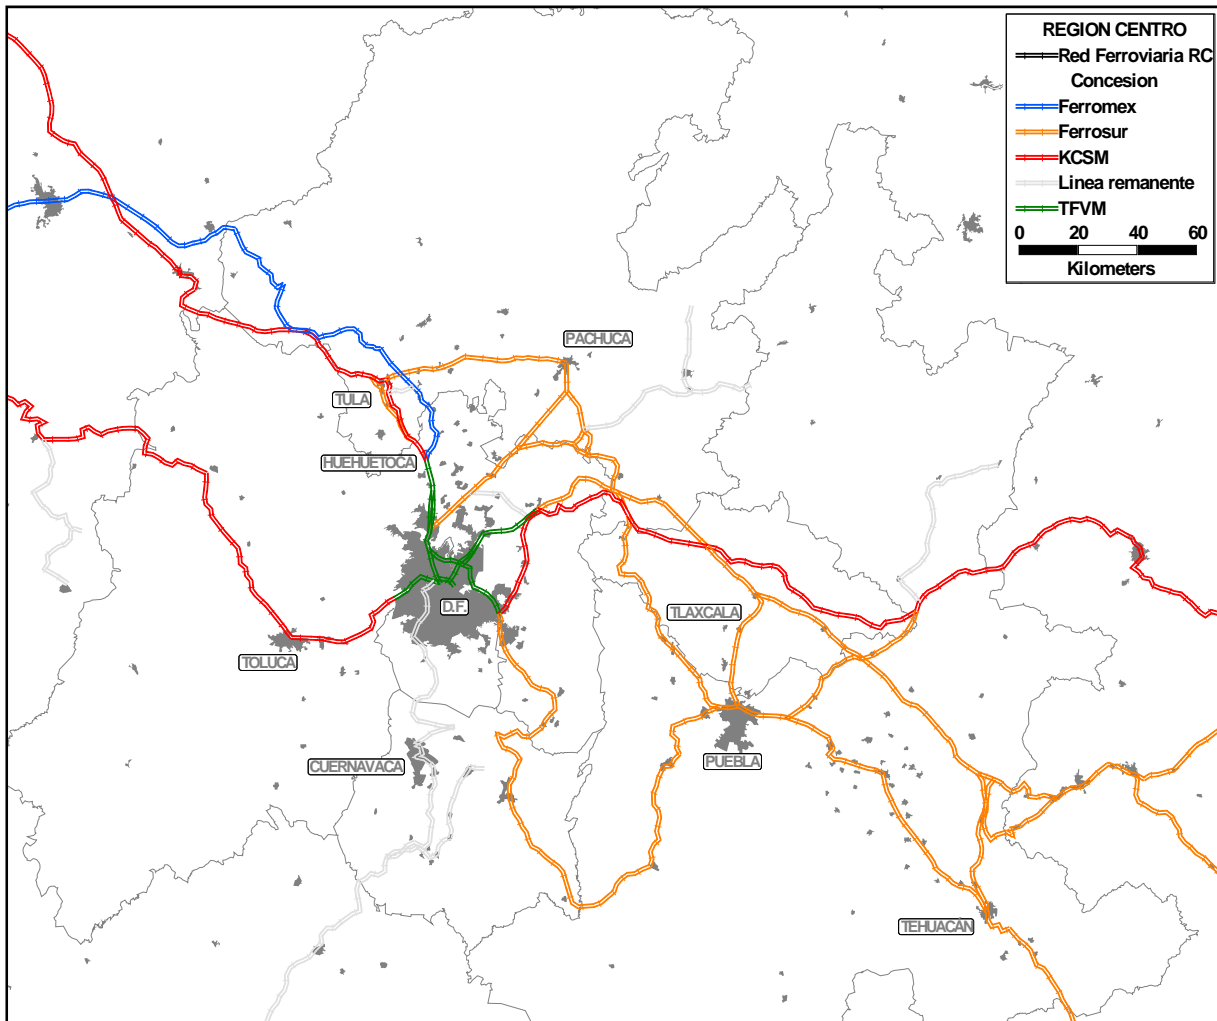 REGION CENTRO
Red Ferroviaria RC
Concesion
Ferromex
Ferrosur
KCSM
Linea remanente
TFVM
0 20 40 60
Kilometers
PACHUCA
TULA
HUEHUETOCA
D.F.
TLAXCALA
TOLUCA
CUERNAVACA
PUEBLA
TEHUACÁN